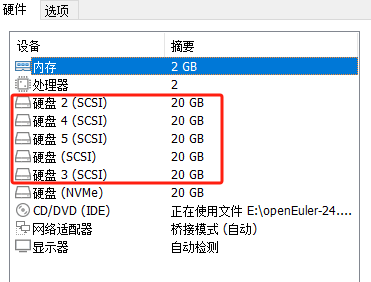 硬件 选项
设备 摘要
内存 2 GB
处理器 2
硬盘 2 (SCSI) 20 GB
硬盘 4 (SCSI) 20 GB
硬盘 5 (SCSI) 20 GB
硬盘 (SCSI) 20 GB
硬盘 3 (SCSI) 20 GB
硬盘 (NVMe) 20 GB
CD/DVD (IDE) 正在使用文件 E:\openEuler-24....
网络适配器 桥接模式 (自动)
显示器 自动检测